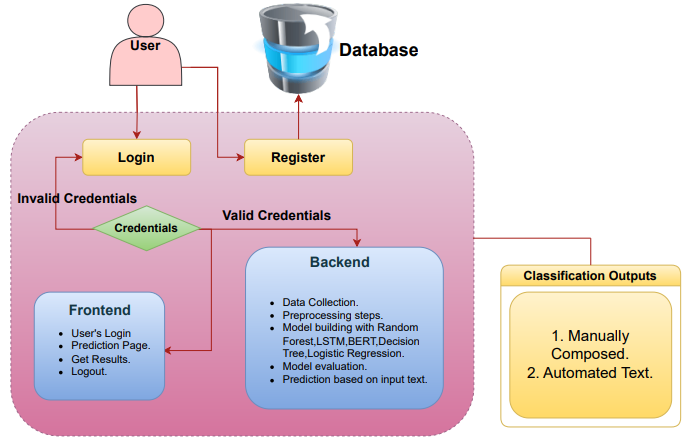 User
Database
Login
Register
Invalid Credentials
Credentials
Valid Credentials
Frontend
• User's Login
• Prediction Page.
• Get Results.
• Logout.
Backend
• Data Collection.
• Preprocessing steps.
• Model building with Random
Forest,LSTM,BERT,Decision
Tree,Logistic Regression.
• Model evaluation.
• Prediction based on input text.
Classification Outputs
1. Manually
Composed.
2. Automated Text.